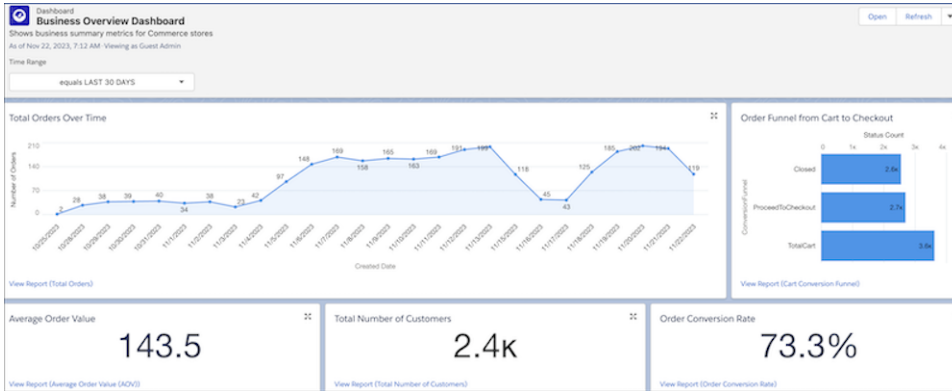 Dashboard
Business Overview Dashboard
Shows business summary metrics for Commerce stores
As of Nov 22, 2023, 7:12 AM·Viewing as Guest Admin
Open
Refresh
Time Range
equals LAST 30 DAYS
Total Orders Over Time
Number of Orders
210
140
70
0
2
28
38
39
40
34
38
23
42
97
148
169
158
165
163
169
191
118
45
43
125
185
202
194
119
10/25/2023
10/28/2023
10/29/2023
10/30/2023
10/31/2023
11/1/2023
11/2/2023
11/3/2023
11/4/2023
11/5/2023
11/6/2023
11/7/2023
11/8/2023
11/9/2023
11/10/2023
11/11/2023
11/12/2023
11/13/2023
11/15/2023
11/16/2023
11/17/2023
11/18/2023
11/19/2023
11/20/2023
11/21/2023
11/22/2023
Created Date
View Report (Total Orders)
Order Funnel from Cart to Checkout
Status Count
0 1k 2k 3k 4k
ConversionFunnel
Closed
2.6k
ProceedToCheckout
2.7k
TotalCart
3.6k
View Report (Cart Conversion Funnel)
Average Order Value
143.5
View Report (Average Order Value (AOV))
Total Number of Customers
2.4K
View Report (Total Number of Customers)
Order Conversion Rate
73.3%
View Report (Order Conversion Rate)